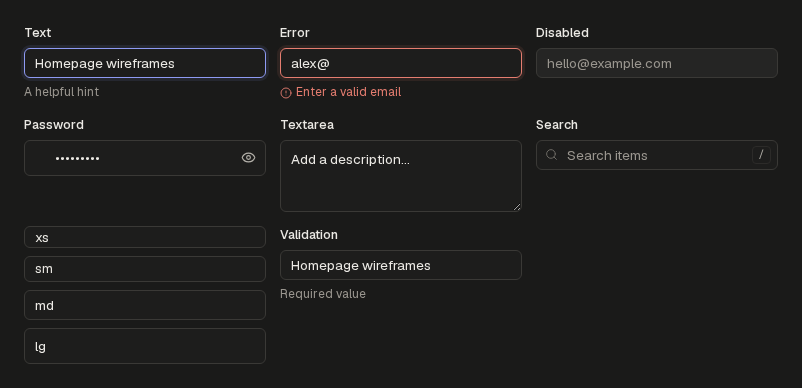 Text
Homepage wireframes
A helpful hint
Error
alex@
Enter a valid email
Disabled
hello@example.com
Password
•••••••••
Textarea
Add a description…
Search
Search items
/
xs
sm
md
lg
Validation
Homepage wireframes
Required value